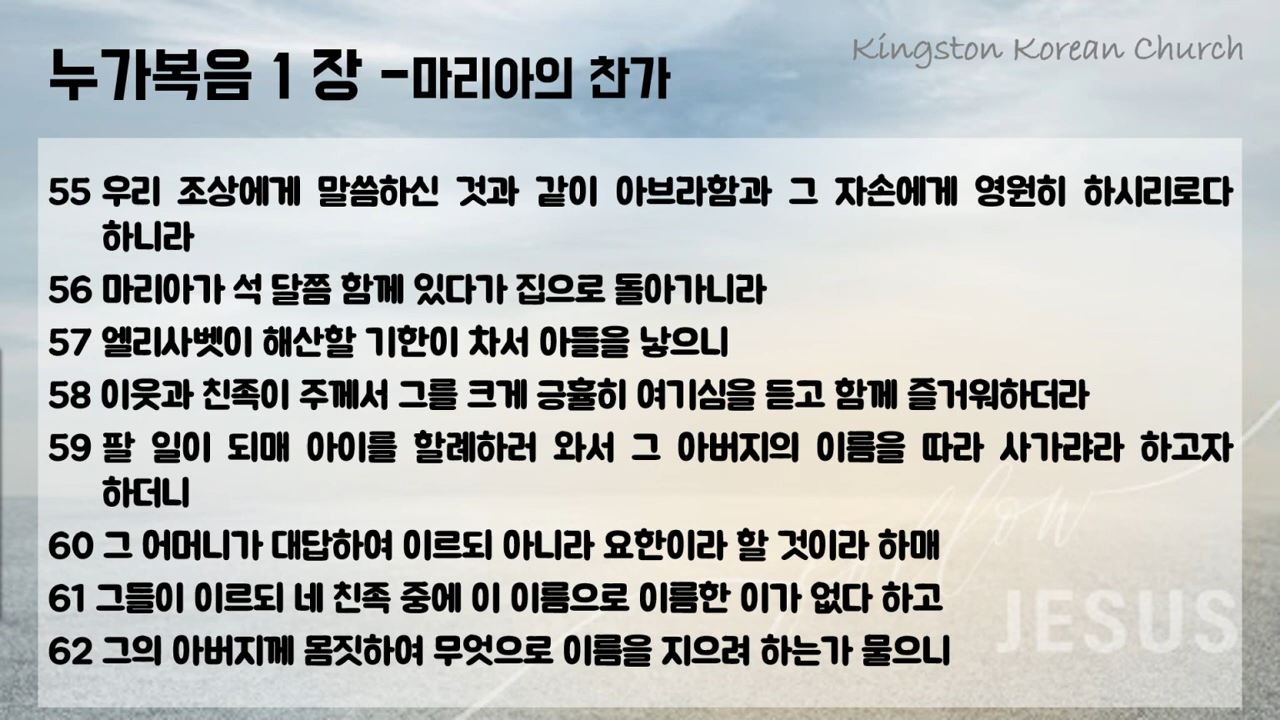 Kingston Korean Church
누가복음 1 장 -마리아의 찬가
55 우리 조상에게 말씀하신 것과 같이 아브라함과 그 자손에게 영원히 하시리로다
하니라
56 마리아가 석 달쯤 함께 있다가 집으로 돌아가니라
57 엘리사벳이 해산할 기한이 차서 아들을 낳으니
58 이웃과 친족이 주께서 그를 크게 긍휼히 여기심을 듣고 함께 즐거워하더라
59 팔 일이 되매 아이를 할례하러 와서 그 아버지의 이름을 따라 사가랴라 하고자
하더니
60 그 어머니가 대답하여 이르되 아니라 요한이라 할 것이라 하매
61 그들이 이르되 네 친족 중에 이 이름으로 이름한 이가 없다 하고
62 그의 아버지께 몸짓하여 무엇으로 이름을 지으려 하는가 물으니
follow
JESUS